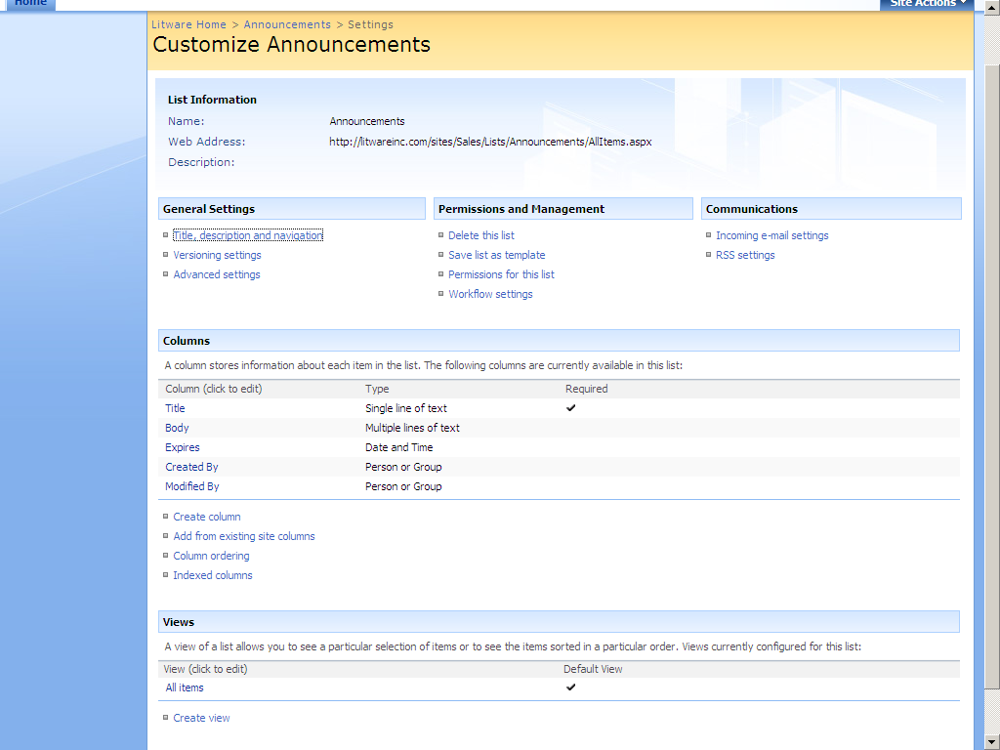 Home
Site Actions
Litware Home > Announcements > Settings
Customize Announcements
List Information
Name: Announcements
Web Address: http://litwareinc.com/sites/Sales/Lists/Announcements/AllItems.aspx
Description:
General Settings
Title, description and navigation
Versioning settings
Advanced settings
Permissions and Management
Delete this list
Save list as template
Permissions for this list
Workflow settings
Communications
Incoming e-mail settings
RSS settings
Columns
A column stores information about each item in the list. The following columns are currently available in this list:
Column (click to edit) Type Required
Title Single line of text ✔
Body Multiple lines of text
Expires Date and Time
Created By Person or Group
Modified By Person or Group
Create column
Add from existing site columns
Column ordering
Indexed columns
Views
A view of a list allows you to see a particular selection of items or to see the items sorted in a particular order. Views currently configured for this list:
View (click to edit) Default View
All items ✔
Create view